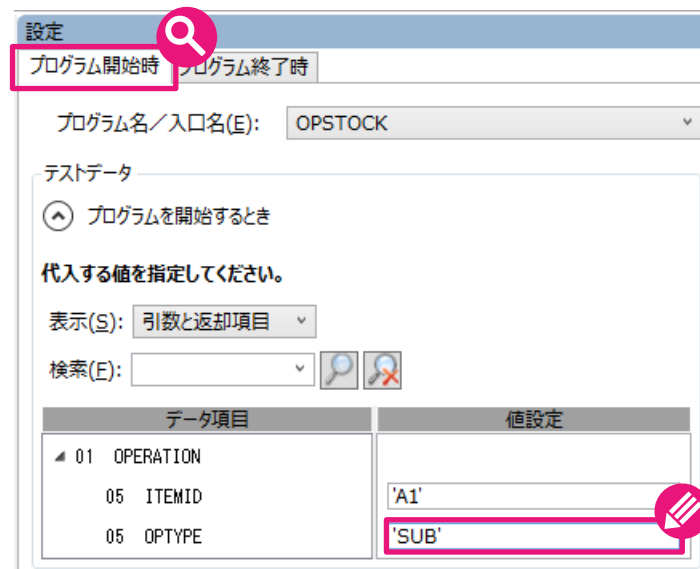 設定
プログラム開始時 プログラム終了時
プログラム名／入口名(E): OPSTOCK
テストデータ
プログラムを開始するとき
代入する値を指定してください。
表示(S): 引数と返却項目
検索(F):
データ項目 値設定
01 OPERATION
05 ITEMID 'A1'
05 OPTYPE 'SUB'